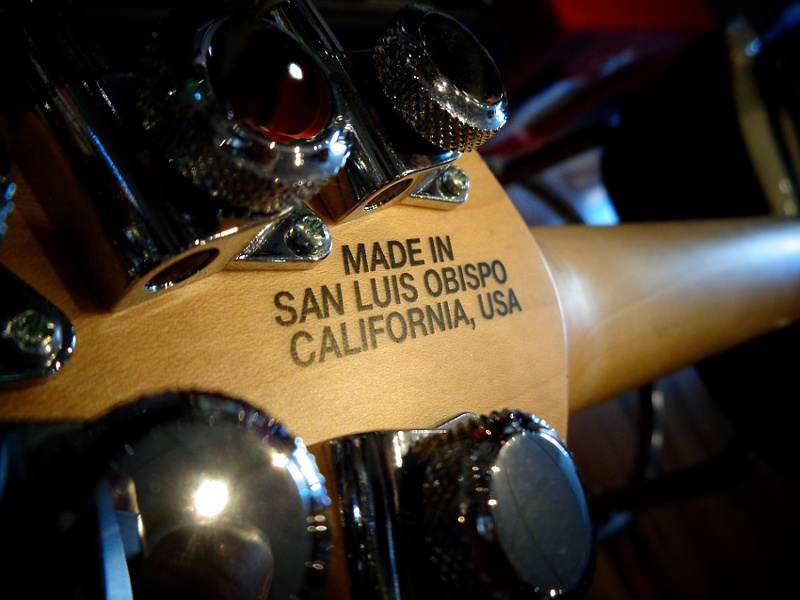 MADE IN
SAN LUIS OBISPO
CALIFORNIA, USA